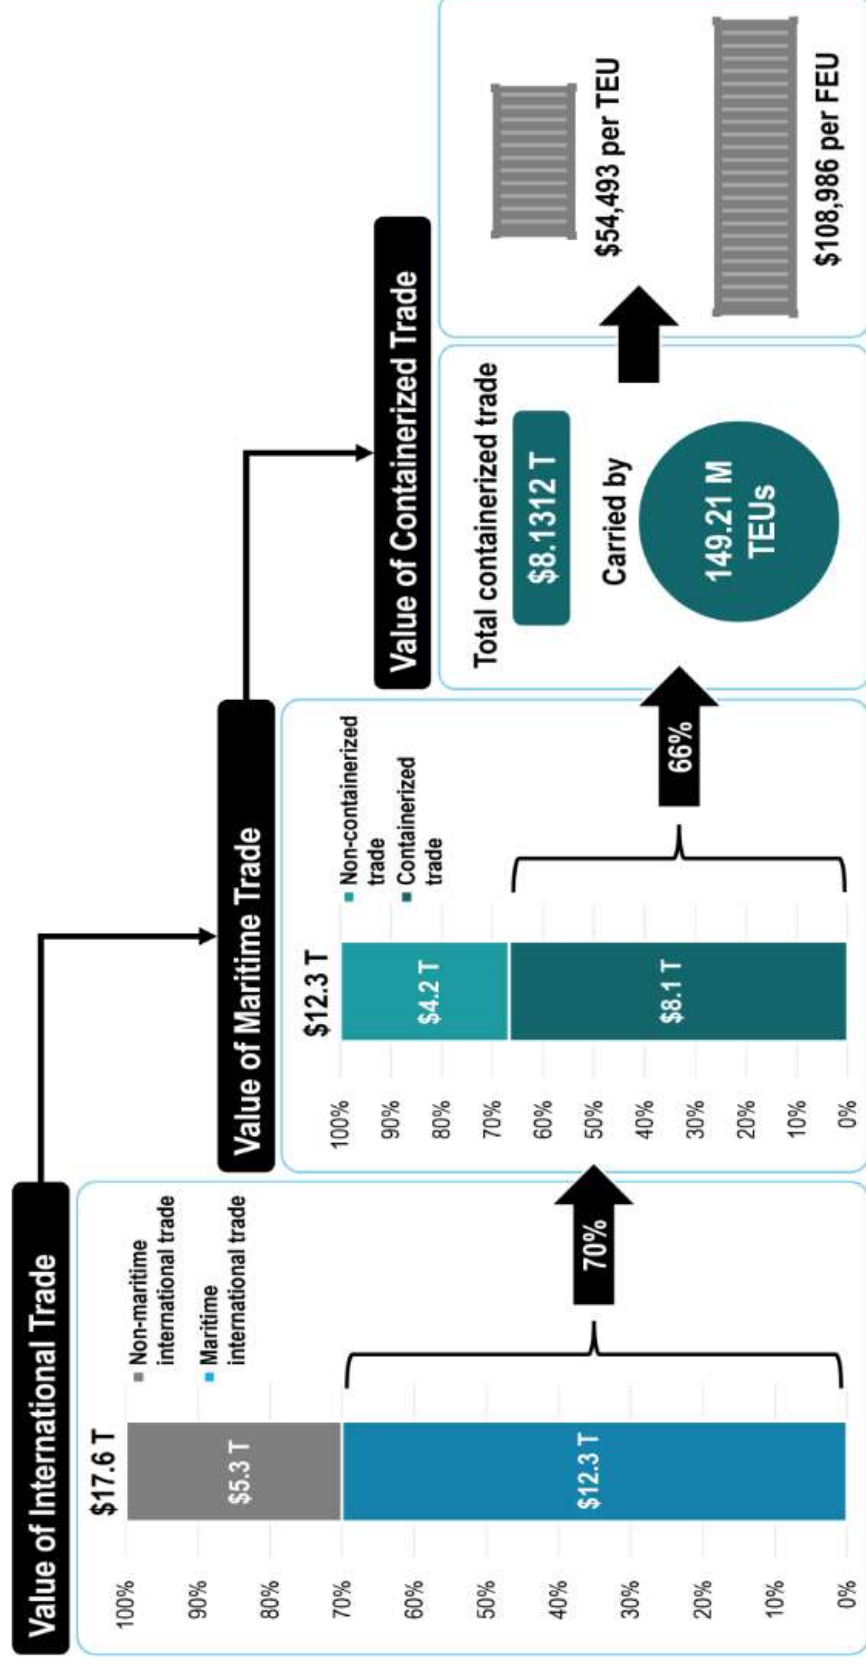 Value of International Trade
$17.6 T
Non-maritime
international trade
Maritime
international trade
100%
90%
80%
70%
60%
50%
40%
30%
20%
10%
0%
$5.3 T
$12.3 T
70%
Value of Maritime Trade
$12.3 T
Non-containerized
trade
Containerized
trade
100%
90%
80%
70%
60%
50%
40%
30%
20%
10%
0%
$4.2 T
$8.1 T
66%
Value of Containerized Trade
Total containerized trade
$8.1312 T
Carried by
149.21 M
TEUs
$54,493 per TEU
$108,986 per FEU